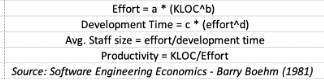 Effort = a * (KLOC^b)
Development Time = c * (effort^d)
Avg. Staff size = effort/development time
Productivity = KLOC/Effort
Source: Software Engineering Economics - Barry Boehm (1981)